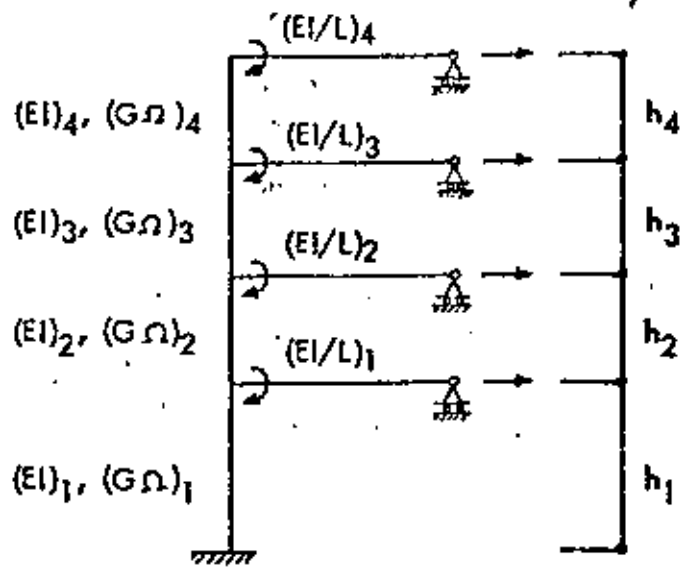 (EI/L)4
(EI)4, (GΩ)4
h4
(EI/L)3
(EI)3, (GΩ)3
h3
(EI/L)2
(EI)2, (GΩ)2
h2
(EI/L)1
(EI)1, (GΩ)1
h1